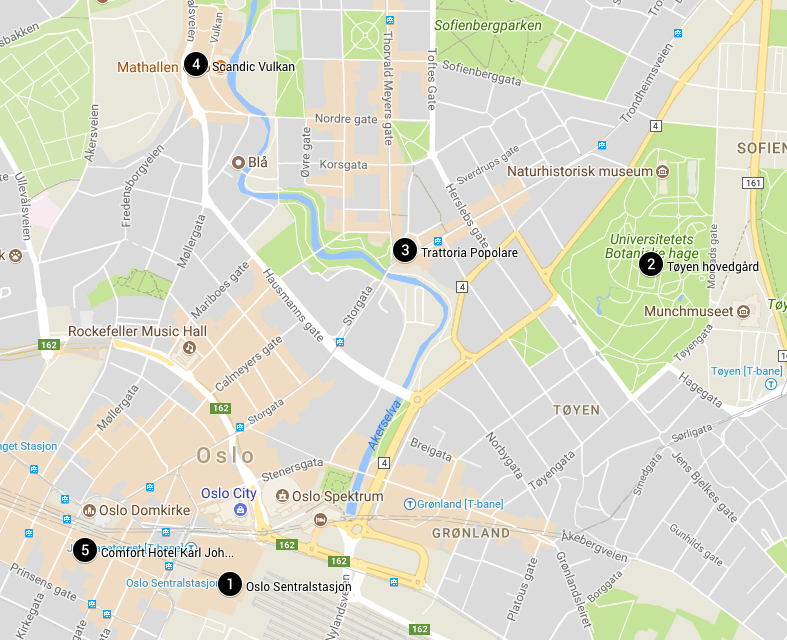 Sofienbergparken
Vulkan
Thorvald Meyers gate
Toftes Gate
Trondheimsveien
Mathallen
4
Scandic Vulkan
Sofienberggata
Akersveien
Nordre gate
4
Fredensborgveien
Øvre gate
Korsgata
Sverdrups gate
SOFIEN
Blå
Naturhistorisk museum
161
Ullevålsveien
Møllergata
Herslebs gate
Universitetets
Botaniske hage
3
Trattoria Popolare
2
Tøyen hovedgård
Monrads gate
k
Mariboes gate
Hausmanns gate
Storgata
4
Munchmuseet
Tøy
Rockefeller Music Hall
162
Calmeyers gate
Tøyengata
Tøyen [T-bane]
Hagegata
Møllergata
162
Storgata
Akerselva
TØYEN
Sørligata
Oslo
Breigata
Norbygata
nget Stasjon
Stenersgata
4
Tøyengata
Smedgata
Jens Bjelkes gate
Oslo City
Oslo Spektrum
Grønland [T-bane]
Oslo Domkirke
GRØNLAND
Åkebergveien
Gunhilds gate
162
162
5
Comfort Hotel Karl Joh...
Prinsens gate
Oslo Sentralstasjon
1
Oslo Sentralstasjon
Kirkegata
Nylandsveien
Platous gate
Grønlandsleiret
Borggata
162